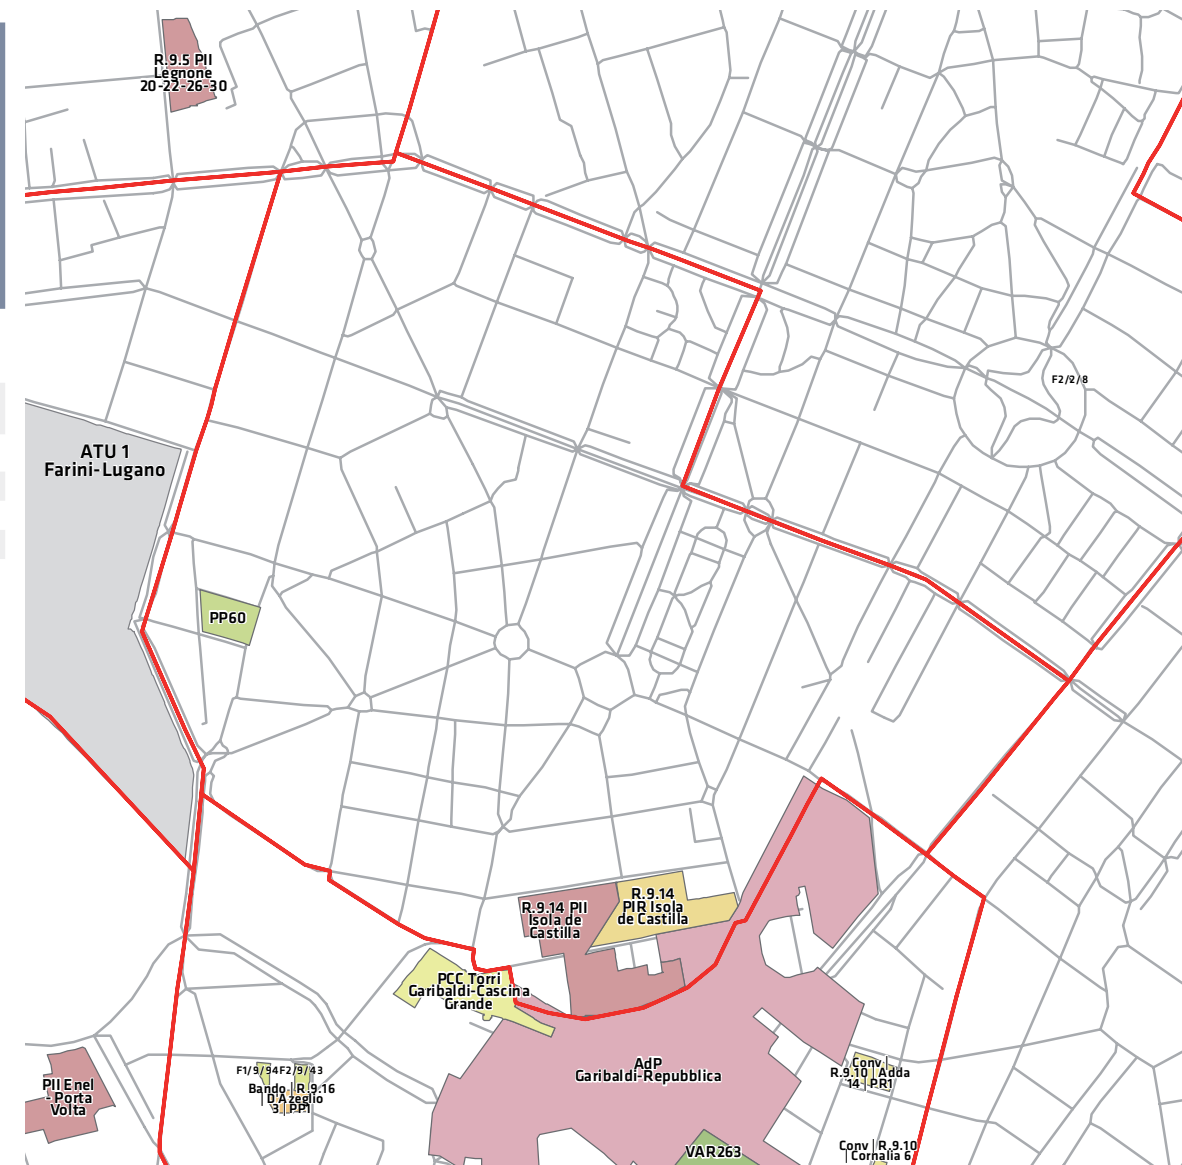 R.9.5 PII
Legnone
20-22-26-30
F2/2/8
ATU 1
Farini-Lugano
PP60
R.9.14 PII
Isola de
Castilla
R.9.14
PIR Isola
de Castilla
PCC Torri
Garibaldi-Cascina
Grande
AdP
Garibaldi-Repubblica
Conv |
R.9.10 | Adda
14 | PR1
F1/9/94F2/9/43
Bando | R.9.16
| D'Azeglio
3 | PP1
PII Enel
- Porta
Volta
VAR263
Conv | R.9.10
| Cornalia 6